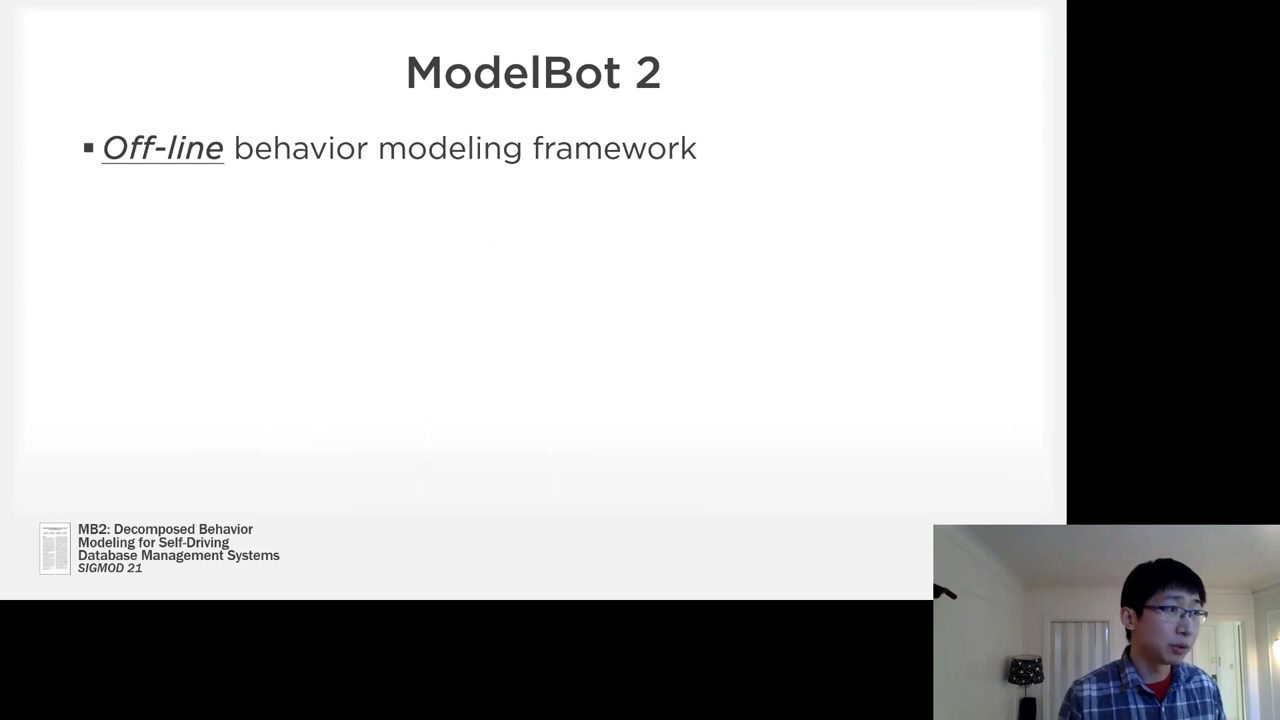 ModelBot 2
Off-line behavior modeling framework
MB2: Decomposed Behavior
Modeling for Self-Driving
Database Management Systems
SIGMOD 21